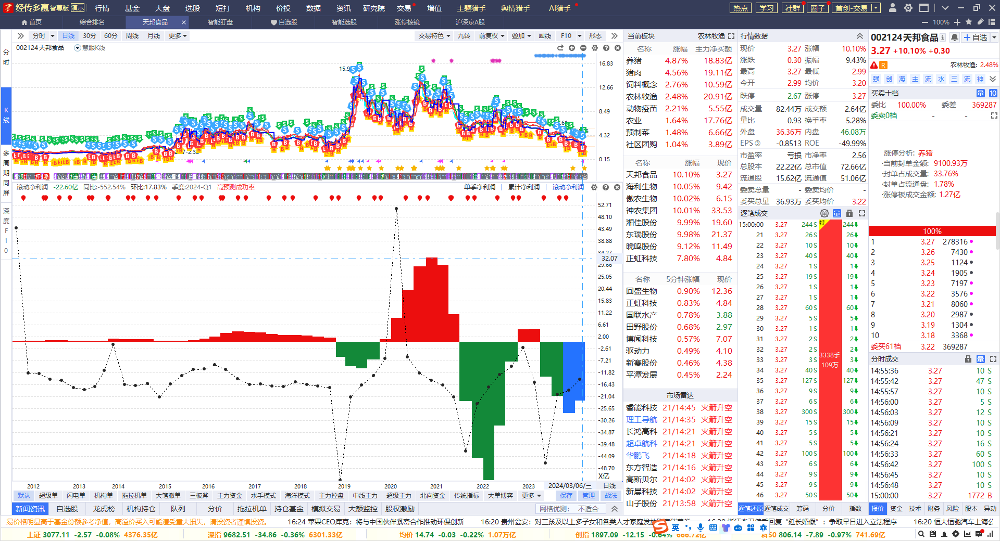 经传多赢 智尊版 演示 行情 基金 大盘 选股 短打 机构 价投 数据 资讯 研究院 交易 增值 主题猎手 舆情猎手 AI猎手 热点 学习 社群 圈子 首创-交易
首页 综合排名 天邦食品 智能盯盘 自选股 智能选股 涨停棱镜 沪深京A股 100%
分时 日线 30分 60分 周线 月线 更多 交易特色 九转 前复权 叠加 画线 F10 形态
002124 天邦食品 慧眼K线
分时
K线
多周期同屏
深度F10
16.83
12.66
8.49
4.32
0.15
滚动净利润 -22.60亿 同比:-552.54% 环比:17.83% 季度:2024-Q1 高预测成功率 单季净利润 累计净利润 滚动净利润
52.71
48.10
43.49
38.88
34.27
32.07
29.66
25.05
20.44
15.83
11.22
6.61
2.00
-2.61
-7.21
-11.82
-16.43
-21.04
-25.65
-30.26
-34.87
-39.48
-44.09
-48.70
X亿
2012 2013 2014 2015 2016 2017 2018 2019 2020 2021 2022 2023 2024/03/06/三 日线
默认 超级单 闪电单 机构单 拖拉机单 大笔撤单 三板斧 主力资金 水手模式 海洋模式 主力控盘 中线主力 超级主力 北向资金 传统指标 大单博弈 更多 保存 管理 战法
新闻资讯 自选股 龙虎榜 机构持仓 队列 分价 拖拉机单 持仓基金 模拟交易 大额监控 股权激励 网格优测: 不适合
当前板块 农林牧渔
名称 涨幅 主力净买额
养猪 4.87% 18.83亿
猪肉 4.56% 19.11亿
饲料概念 2.76% 10.59亿
农林牧渔 2.48% 20.91亿
动物疫苗 2.21% 5.55亿
农业 1.64% 17.76亿
预制菜 1.48% 6.66亿
社区团购 1.04% 3.89亿
名称 涨幅 现价
天邦食品 10.10% 3.27
海利生物 10.05% 9.42
傲农生物 10.02% 6.15
神农集团 10.01% 33.53
湘佳股份 9.99% 19.60
东瑞股份 9.98% 21.37
晓鸣股份 9.12% 11.49
正虹科技 7.80% 4.84
名称 5分钟涨幅 现价
回盛生物 0.90% 12.36
正虹科技 0.83% 4.84
国联水产 0.78% 3.88
田野股份 0.68% 2.97
博闻科技 0.57% 7.07
驱动力 0.49% 4.10
新赛股份 0.46% 4.38
平潭发展 0.45% 2.24
市场雷达
睿能科技 21/14:45 火箭升空
理工导航 21/14:35 火箭升空
长鸿高科 21/14:21 火箭升空
超卓航科 21/14:21 火箭升空
华鹏飞 21/14:18 火箭升空
东方智造 21/14:16 火箭升空
高斯贝尔 21/14:02 火箭升空
新晨科技 21/14:02 火箭升空
山子股份 21/13:58 火箭升空
行情数据
现价 3.27 涨幅 10.10%
涨跌 0.30 振幅 9.43%
最高 3.27 最低 2.99
今开 2.99 均价 3.20
跌停 2.67 涨停 3.27
成交量 82.44万 成交额 2.64亿
量比 0.93 换手率 5.28%
外盘 36.36万 内盘 46.08万
EPS③ -0.8513 ROE -49.99%
市盈率 亏损 市净率 2.56
总股本 22.22亿 总市值 72.66亿
流通股 15.62亿 流通值 51.06亿
委卖总量 - 委卖均价 -
委买总量 36.93万 委买均价 3.22
逐笔成交 单 量
15:00:00 3.27 244 S 特 244
21 3.27 26 S 26
22 3.27 10 S 10
23 3.27 40 S 40
24 3.27 1 S 1
25 3.27 19 S 19
26 3.27 1 S 1
27 3.27 1 S 1
28 3.27 60 S 60
29 3.27 5 S 5
30 3.27 1 S 1
31 3.27 2 S 2
32 3.27 2 S 2
33 3.27 3 S 3338手 3
34 3.27 40 S 109万 40
35 3.27 127 S 127
36 3.27 9 S 9
37 3.27 6 S 6
38 3.27 300 S 300
39 3.27 15 S 15
40 3.27 5 S 5
41 3.27 5 S 5
42 3.27 100 S 100
43 3.27 6 S 6
44 3.27 9 S 9
45 3.27 9 S 9
46 3.27 50 S 50
逐笔还原 逐笔成交 筹码 分价 指数
002124 天邦食品 自选
3.27 +10.10% +0.30
R 农林牧渔: 2.48%
强 创 海 主 流 水 三 流 神
买卖十档 量 10
委比 100.00% 委差 369287
委卖0档 - -
涨停分析: 养猪
·当前封单金额: 9100.93万
·封单占成交量: 33.76%
·封单占流通盘: 1.78%
·涨停板成交金额: 1.27亿
100%
1 3.27 278316
2 3.26 7430
3 3.25 1124
4 3.24 1905
5 3.23 7197
6 3.22 3576
7 3.21 8060
8 3.20 2987
9 3.19 1304
10 3.18 3368
委买61档 3.22 369287
分时成交 量
14:55:36 3.27 10 S
14:55:42 3.27 47 S
14:55:57 3.27 10 S
14:56:00 3.27 5 S
14:56:03 3.27 12 S
14:56:09 3.27 10 S
14:56:21 3.27 10 S
14:56:24 3.27 16 S
14:56:33 3.27 60 S
14:56:42 3.27 100 S
14:56:45 3.27 10 S
14:56:48 3.27 10 S
15:00:00 3.27 1772 B
报价 资金 技术 财务 风险 股本 异动
易价格明显高于基金份额参考净值，高溢价买入可能遭受重大损失，请投资者谨慎投资。 16:24 苹果CEO库克：将与中国伙伴紧密合作推动环保创新 16:20 贵州瓮安：对三孩及以上多子女和各类人才家庭发放 回复“延长婚假”：争取早日进入立法程序 16:20 恒大恒驰汽车上海公
上证 3077.11 -2.57 -0.08% 4376.35亿 深指 9682.51 -34.86 -0.36% 6301.33亿 均价 14.74 -0.03 -0.22% 1.07万亿 创指 1897.09 -12.15 -0.64% 666.72亿 科50 806.14 -7.89 -0.97% 741.69亿
英